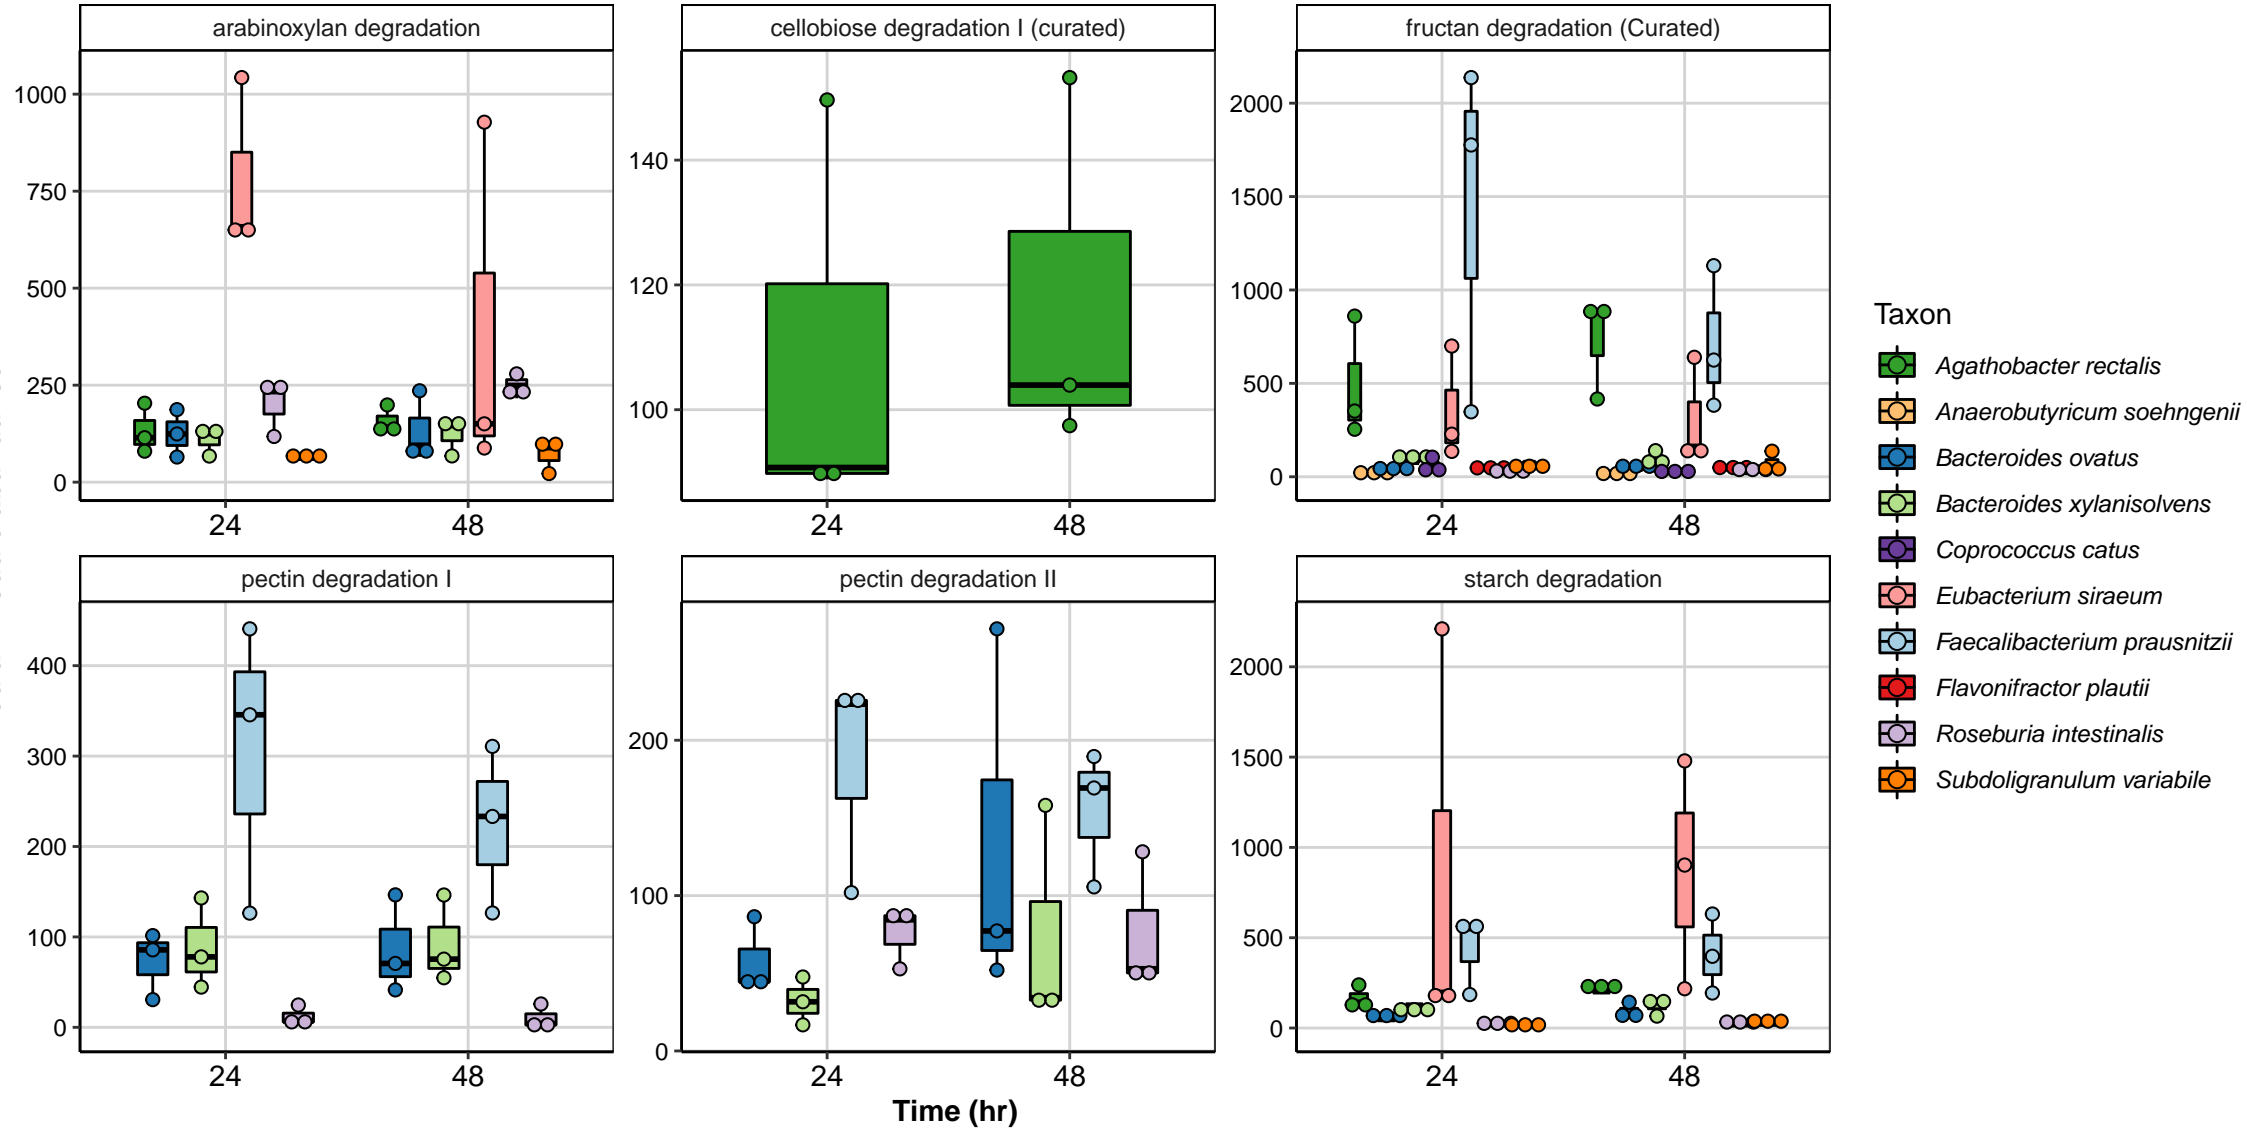 arabinoxylan degradation
cellobiose degradation I (curated)
fructan degradation (Curated)
1000
750
500
250
0
24
48
140
120
100
24
48
2000
1500
1000
500
0
24
48
pectin degradation I
pectin degradation II
starch degradation
400
300
200
100
0
24
48
200
100
0
24
48
2000
1500
1000
500
0
24
48
Time (hr)
Taxon
Agathobacter rectalis
Anaerobutyricum soehngenii
Bacteroides ovatus
Bacteroides xylanisolvens
Coprococcus catus
Eubacterium siraeum
Faecalibacterium prausnitzii
Flavonifractor plautii
Roseburia intestinalis
Subdoligranulum variabile